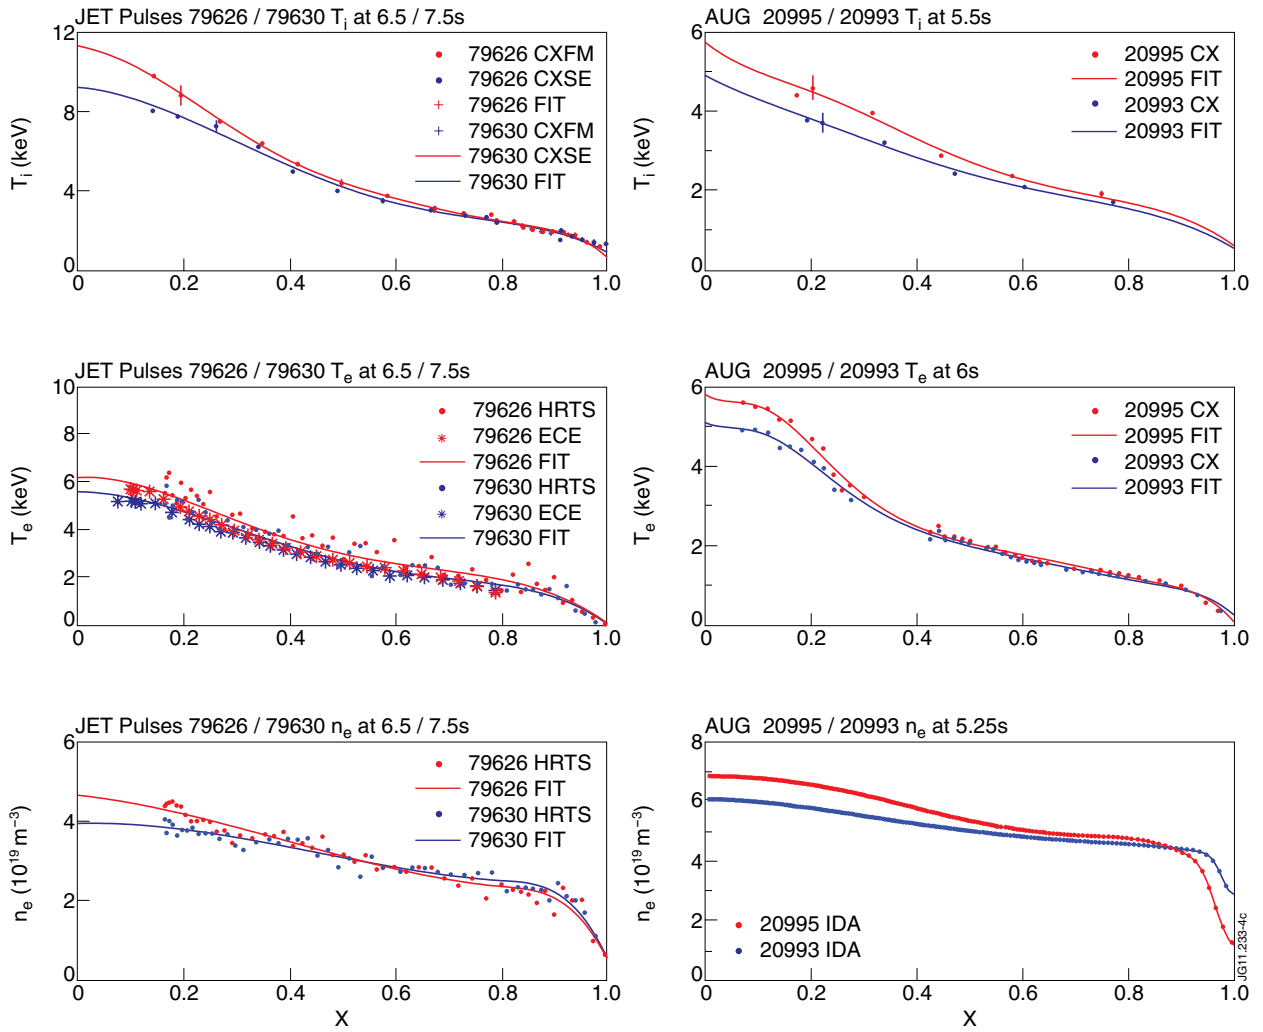 JET Pulses 79626 / 79630 Ti at 6.5 / 7.5s
12
8
4
0
Ti (keV)
79626 CXFM
79626 CXSE
79626 FIT
79630 CXFM
79630 CXSE
79630 FIT
0 0.2 0.4 0.6 0.8 1.0
AUG 20995 / 20993 Ti at 5.5s
6
4
2
0
Ti (keV)
20995 CX
20995 FIT
20993 CX
20993 FIT
0 0.2 0.4 0.6 0.8 1.0
JET Pulses 79626 / 79630 Te at 6.5 / 7.5s
10
8
6
4
2
0
Te (keV)
79626 HRTS
79626 ECE
79626 FIT
79630 HRTS
79630 ECE
79630 FIT
0 0.2 0.4 0.6 0.8 1.0
AUG 20995 / 20993 Te at 6s
6
4
2
0
Te (keV)
20995 CX
20995 FIT
20993 CX
20993 FIT
0 0.2 0.4 0.6 0.8 1.0
JET Pulses 79626 / 79630 ne at 6.5 / 7.5s
6
4
2
0
ne (10¹⁹ m⁻³)
79626 HRTS
79626 FIT
79630 HRTS
79630 FIT
0 0.2 0.4 0.6 0.8 1.0
X
AUG 20995 / 20993 ne at 5.25s
8
6
4
2
0
ne (10¹⁹ m⁻³)
20995 IDA
20993 IDA
0 0.2 0.4 0.6 0.8 1.0
X
JG11.233-4c